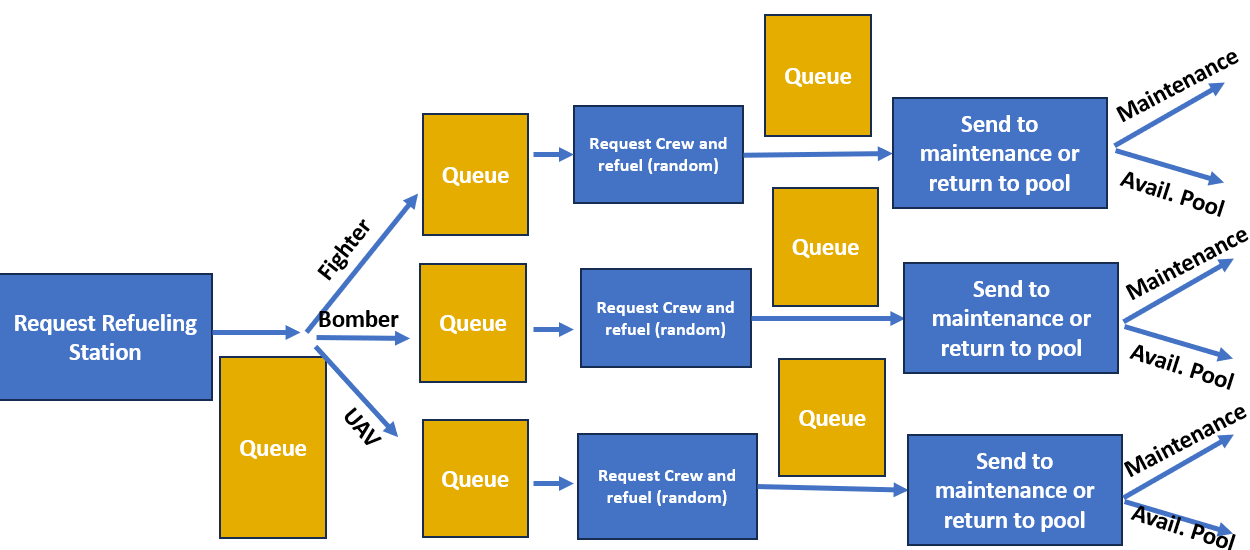 Request Refueling
Station
Queue
Fighter
Bomber
UAV
Queue
Request Crew and
refuel (random)
Queue
Send to
maintenance or
return to pool
Maintenance
Avail. Pool
Queue
Request Crew and
refuel (random)
Queue
Send to
maintenance or
return to pool
Maintenance
Avail. Pool
Queue
Request Crew and
refuel (random)
Queue
Send to
maintenance or
return to pool
Maintenance
Avail. Pool